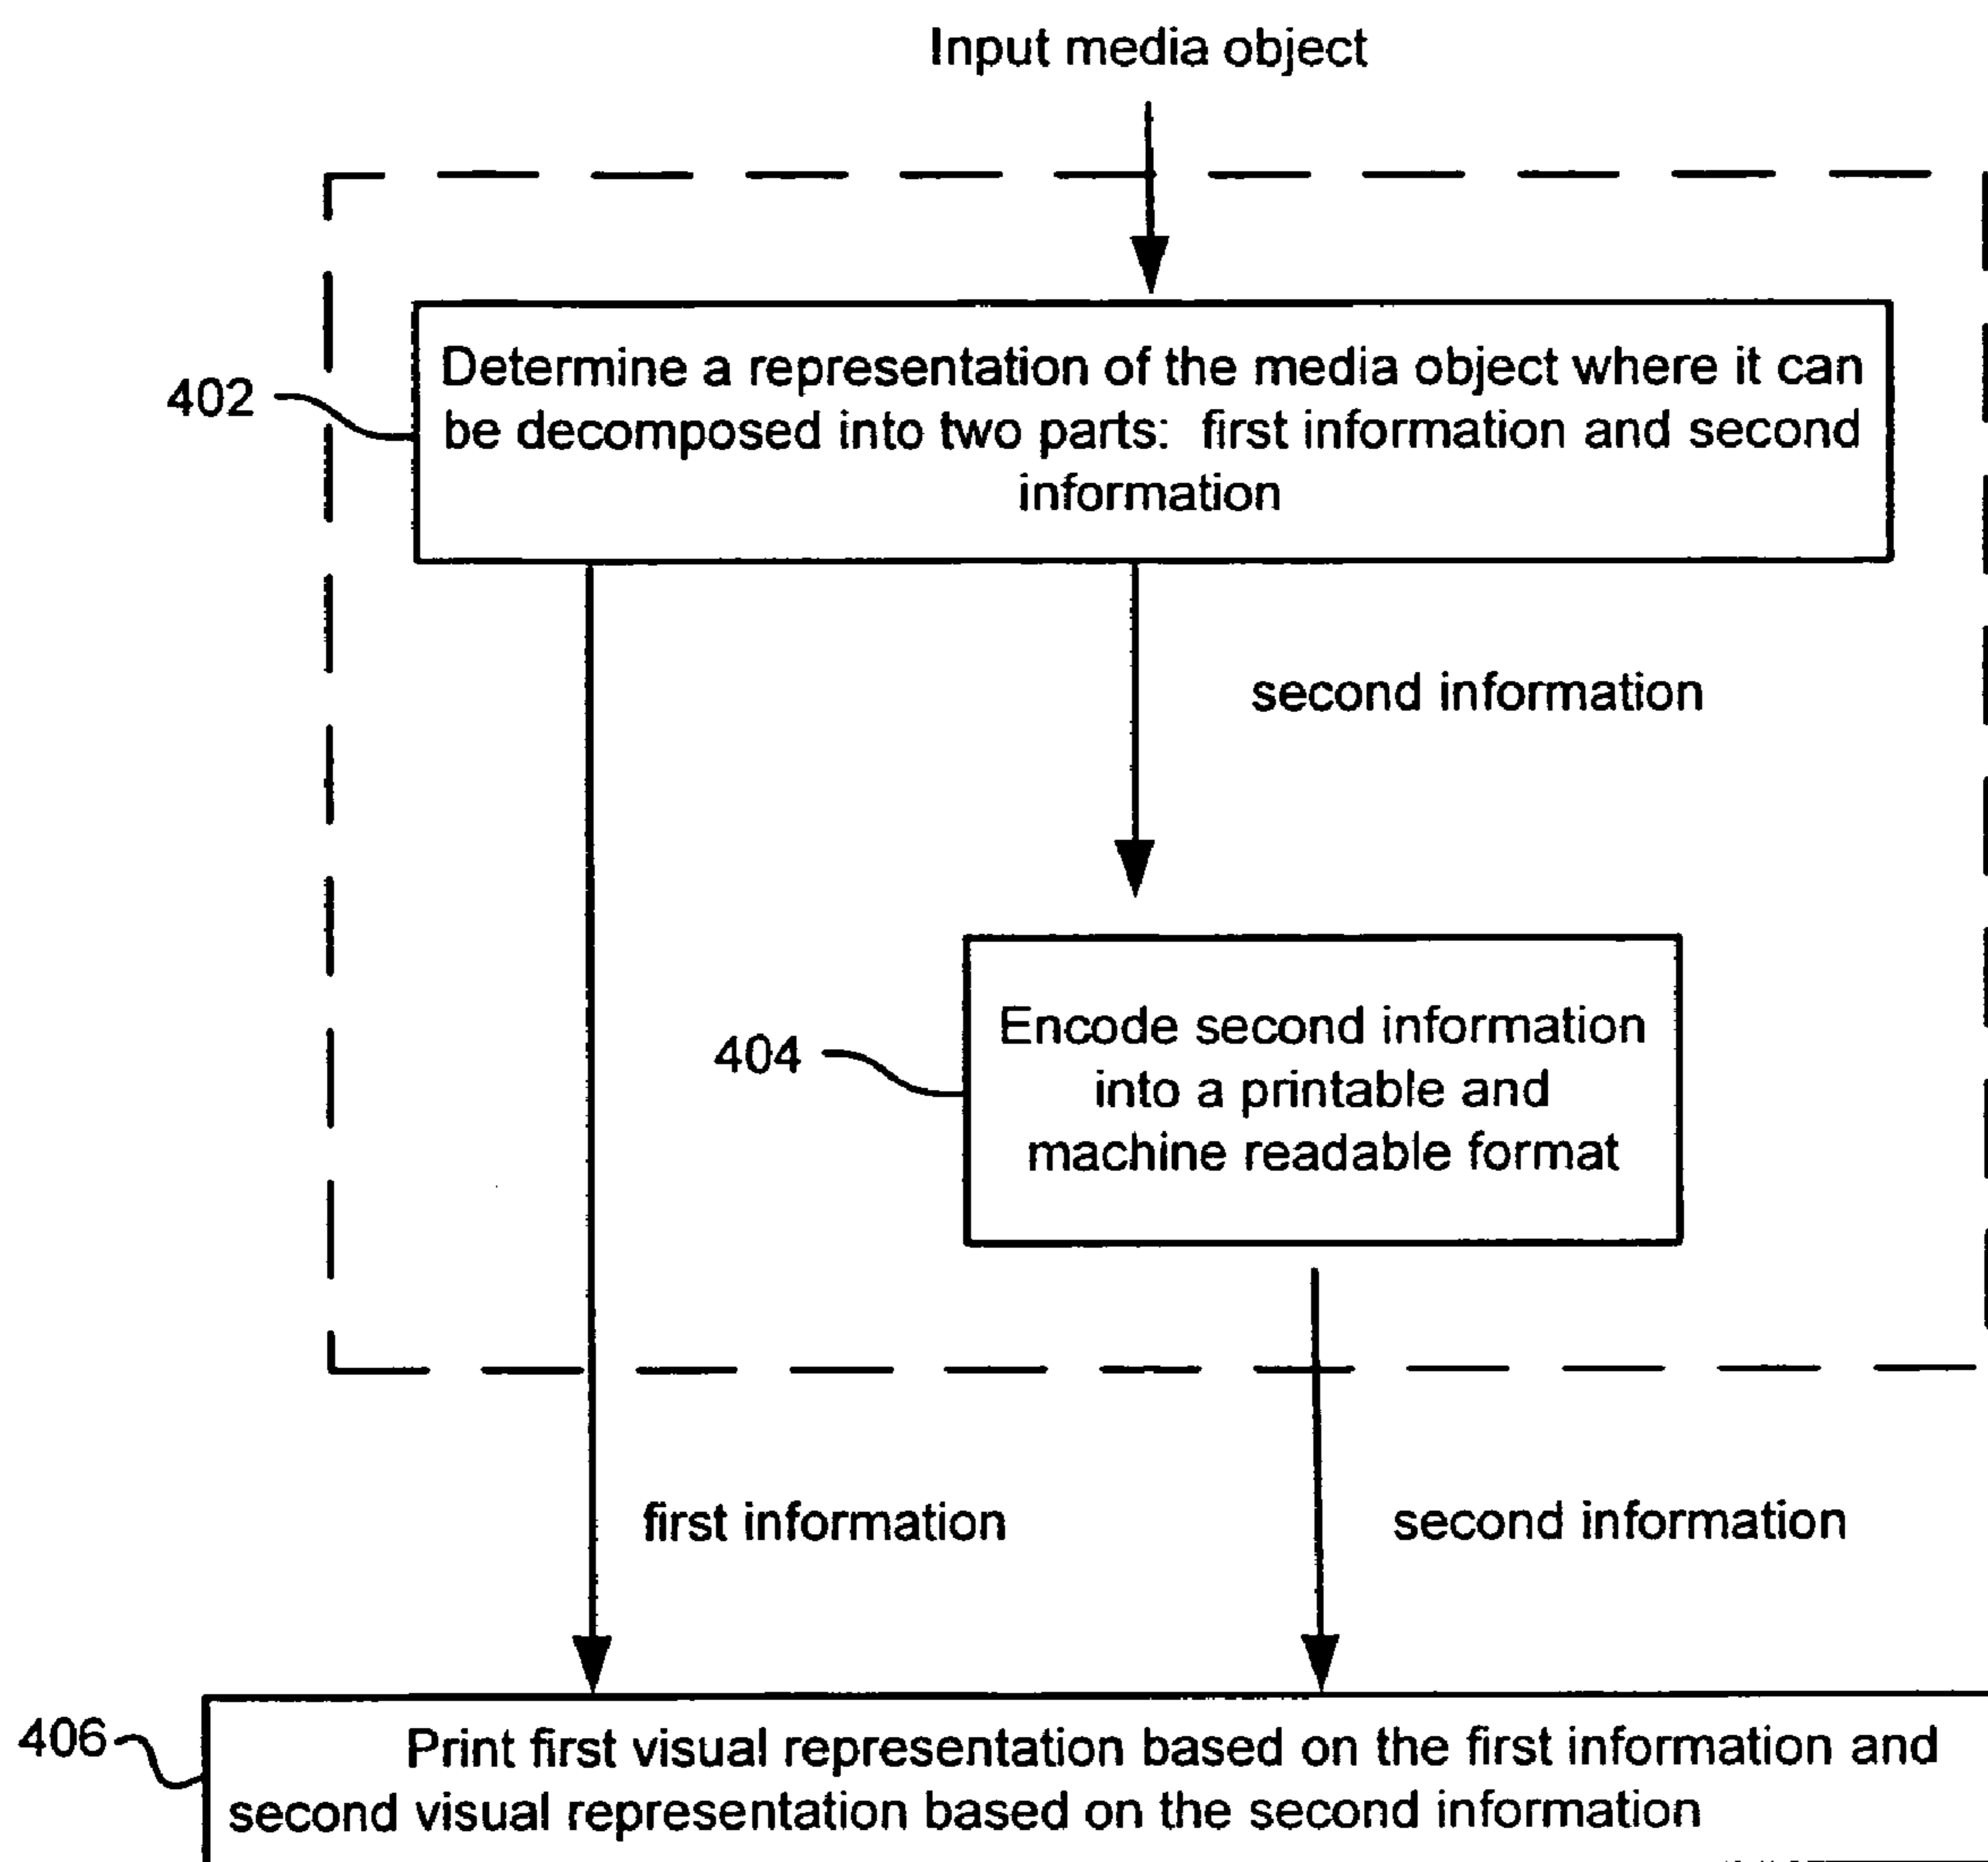 Input media object
402
Determine a representation of the media object where it can
be decomposed into two parts: first information and second
information
second information
404
Encode second information
into a printable and
machine readable format
first information
second information
406
Print first visual representation based on the first information and
second visual representation based on the second information